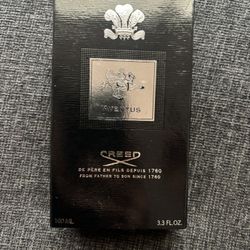 AVENTUS
CREED
DE PÈRE EN FILS DEPUIS 1760
FROM FATHER TO SON SINCE 1760
100 ML 3.3 FL.OZ.